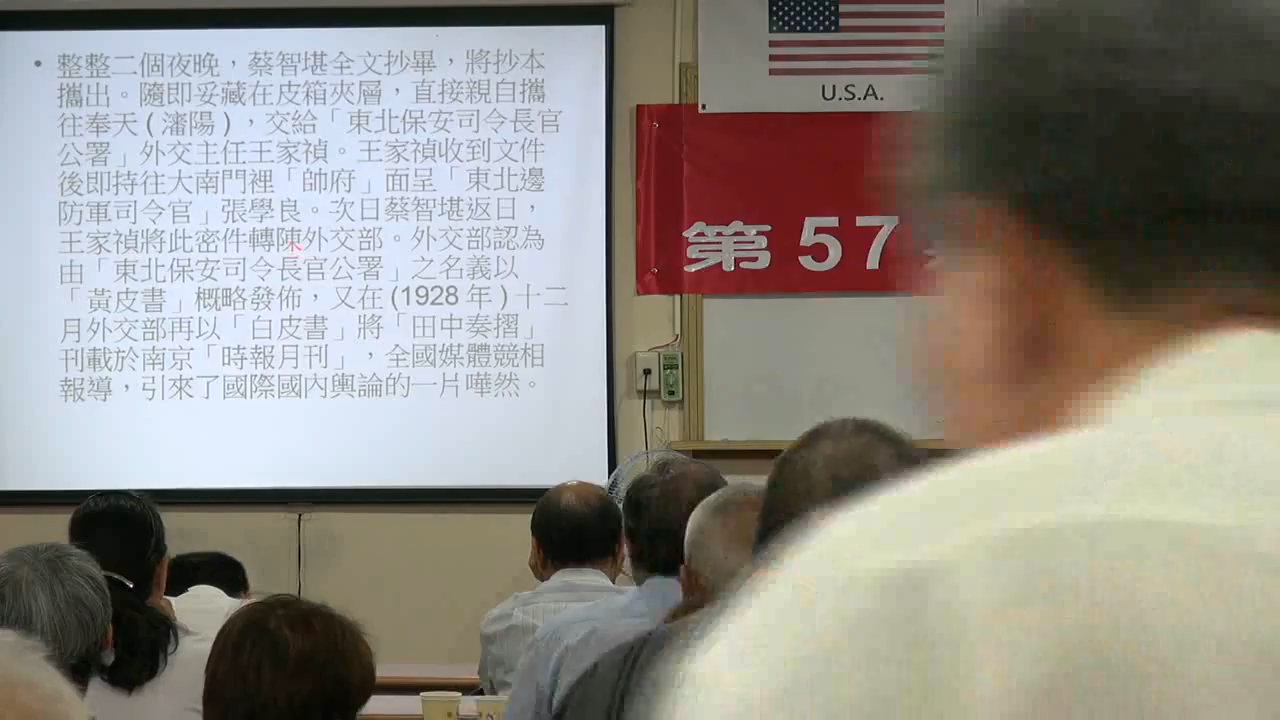 • 整整二個夜晚，蔡智堪全文抄畢，將抄本
攜出。隨即妥藏在皮箱夾層，直接親自攜
往奉天 ( 瀋陽 ) ，交給「東北保安司令長官
公署」外交主任王家禎。王家禎收到文件
後即持往大南門裡「帥府」面呈「東北邊
防軍司令官」張學良。次日蔡智堪返日，
王家禎將此密件轉陳外交部。外交部認為
由「東北保安司令長官公署」之名義以
「黃皮書」概略發佈，又在 (1928 年 ) 十二
月外交部再以「白皮書」將「田中奏摺」
刊載於南京「時報月刊」，全國媒體競相
報導，引來了國際國內輿論的一片嘩然。
U.S.A.
第 57